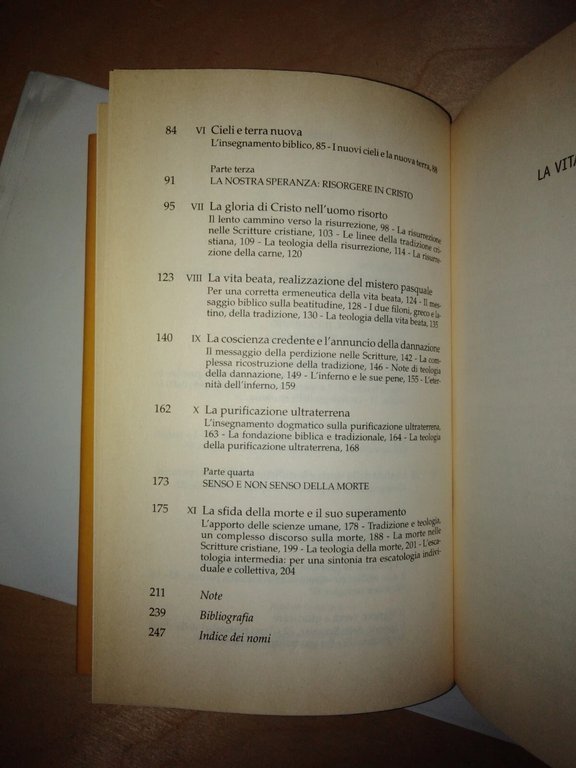 84 VI Cieli e terra nuova
L'insegnamento biblico, 85 - I nuovi cieli e la nuova terra, 88
Parte terza
91 LA NOSTRA SPERANZA: RISORGERE IN CRISTO
95 VII La gloria di Cristo nell'uomo risorto
Il lento cammino verso la risurrezione, 98 - La risurrezione
nelle Scritture cristiane, 103 - Le linee della tradizione cri-
stiana, 109 - La teologia della risurrezione, 114 - La risurre-
zione della carne, 120
123 VIII La vita beata, realizzazione del mistero pasquale
Per una corretta ermeneutica della vita beata, 124 - Il mes-
saggio biblico sulla beatitudine, 128 - I due filoni, greco e la-
tino, della tradizione, 130 - La teologia della vita beata, 135
140 IX La coscienza credente e l'annuncio della dannazione
Il messaggio della perdizione nelle Scritture, 142 - La com-
plessa ricostruzione della tradizione, 146 - Note di teologia
della dannazione, 149 - L'inferno e le sue pene, 155 - L'eter-
nità dell'inferno, 159
162 X La purificazione ultraterrena
L'insegnamento dogmatico sulla purificazione ultraterrena,
163 - La fondazione biblica e tradizionale, 164 - La teologia
della purificazione ultraterrena, 168
Parte quarta
173 SENSO E NON SENSO DELLA MORTE
175 XI La sfida della morte e il suo superamento
L'apporto delle scienze umane, 178 - Tradizione e teologia,
un complesso discorso sulla morte, 188 - La morte nelle
Scritture cristiane, 199 - La teologia della morte, 201 - L'esca-
tologia intermedia: per una sintonia tra escatologia indivi-
duale e collettiva, 204
211 Note
239 Bibliografia
247 Indice dei nomi
LA VITA